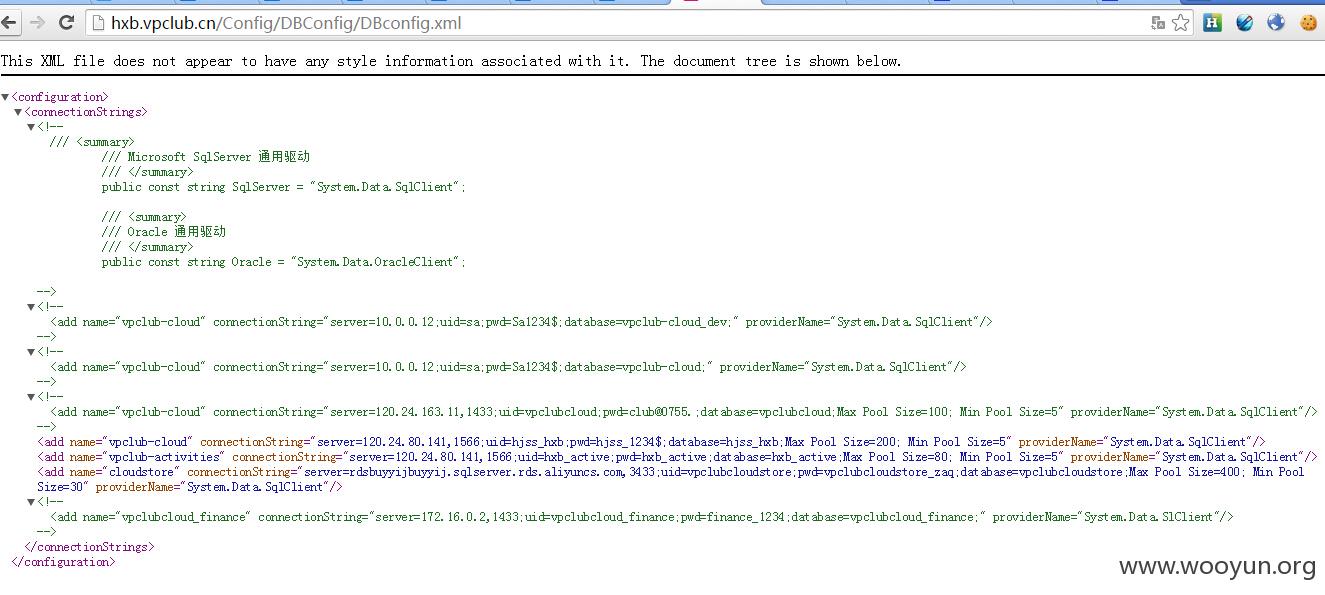 hxb.vpclub.cn/Config/DBConfig/DBconfig.xml
This XML file does not appear to have any style information associated with it. The document tree is shown below.
▼<configuration>
▼<connectionStrings>
▼<!--
/// <summary>
/// Microsoft SqlServer 通用驱动
/// </summary>
public const string SqlServer = "System.Data.SqlClient";
/// <summary>
/// Oracle 通用驱动
/// </summary>
public const string Oracle = "System.Data.OracleClient";
-->
▼<!--
<add name="vpclub-cloud" connectionString="server=10.0.0.12;uid=sa;pwd=Sa1234$;database=vpclub-cloud_dev;" providerName="System.Data.SqlClient"/>
-->
▼<!--
<add name="vpclub-cloud" connectionString="server=10.0.0.12;uid=sa;pwd=Sa1234$;database=vpclub-cloud;" providerName="System.Data.SqlClient"/>
-->
▼<!--
<add name="vpclub-cloud" connectionString="server=120.24.163.11,1433;uid=vpclubcloud;pwd=club@0755.;database=vpclubcloud;Max Pool Size=100; Min Pool Size=5" providerName="System.Data.SqlClient"/>
-->
<add name="vpclub-cloud" connectionString="server=120.24.80.141,1566;uid=hjss_hxb;pwd=hjss_1234$;database=hjss_hxb;Max Pool Size=200; Min Pool Size=5" providerName="System.Data.SqlClient"/>
<add name="vpclub-activities" connectionString="server=120.24.80.141,1566;uid=hxb_active;pwd=hxb_active;database=hxb_active;Max Pool Size=80; Min Pool Size=5" providerName="System.Data.SqlClient"/>
<add name="cloudstore" connectionString="server=rdsbuyyijbuyyij.sqlserver.rds.aliyuncs.com,3433;uid=vpclubcloudstore;pwd=vpclubcloudstore_zaq;database=vpclubcloudstore;Max Pool Size=400; Min Pool
Size=30" providerName="System.Data.SqlClient"/>
▼<!--
<add name="vpclubcloud_finance" connectionString="server=172.16.0.2,1433;uid=vpclubcloud_finance;pwd=finance_1234;database=vpclubcloud_finance;" providerName="System.Data.SlClient"/>
-->
</connectionStrings>
</configuration>
www.wooyun.org